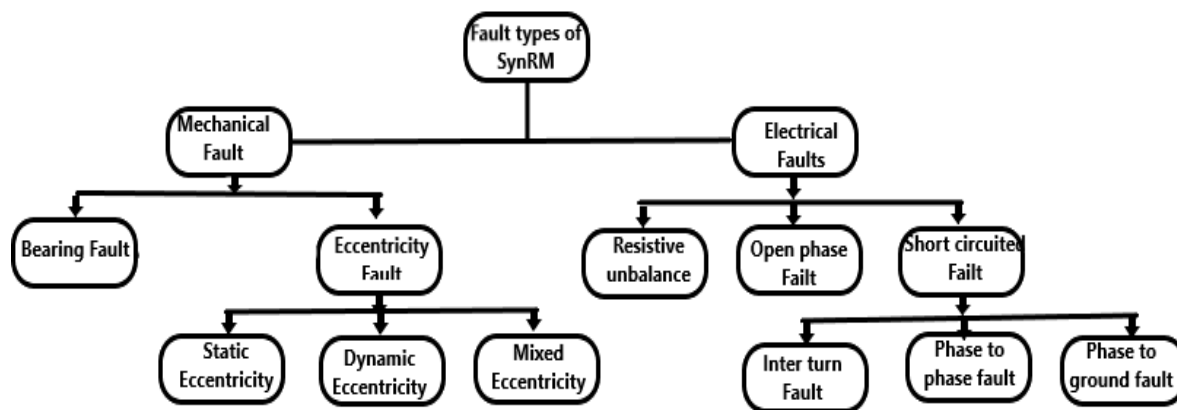 Fault types of
SynRM
Mechanical
Fault
Electrical
Faults
Bearing Fault
Eccentricity
Fault
Resistive
unbalance
Open phase
Failt
Short circuited
Failt
Static
Eccentricity
Dynamic
Eccentricity
Mixed
Eccentricity
Inter turn
Fault
Phase to
phase fault
Phase to
ground fault